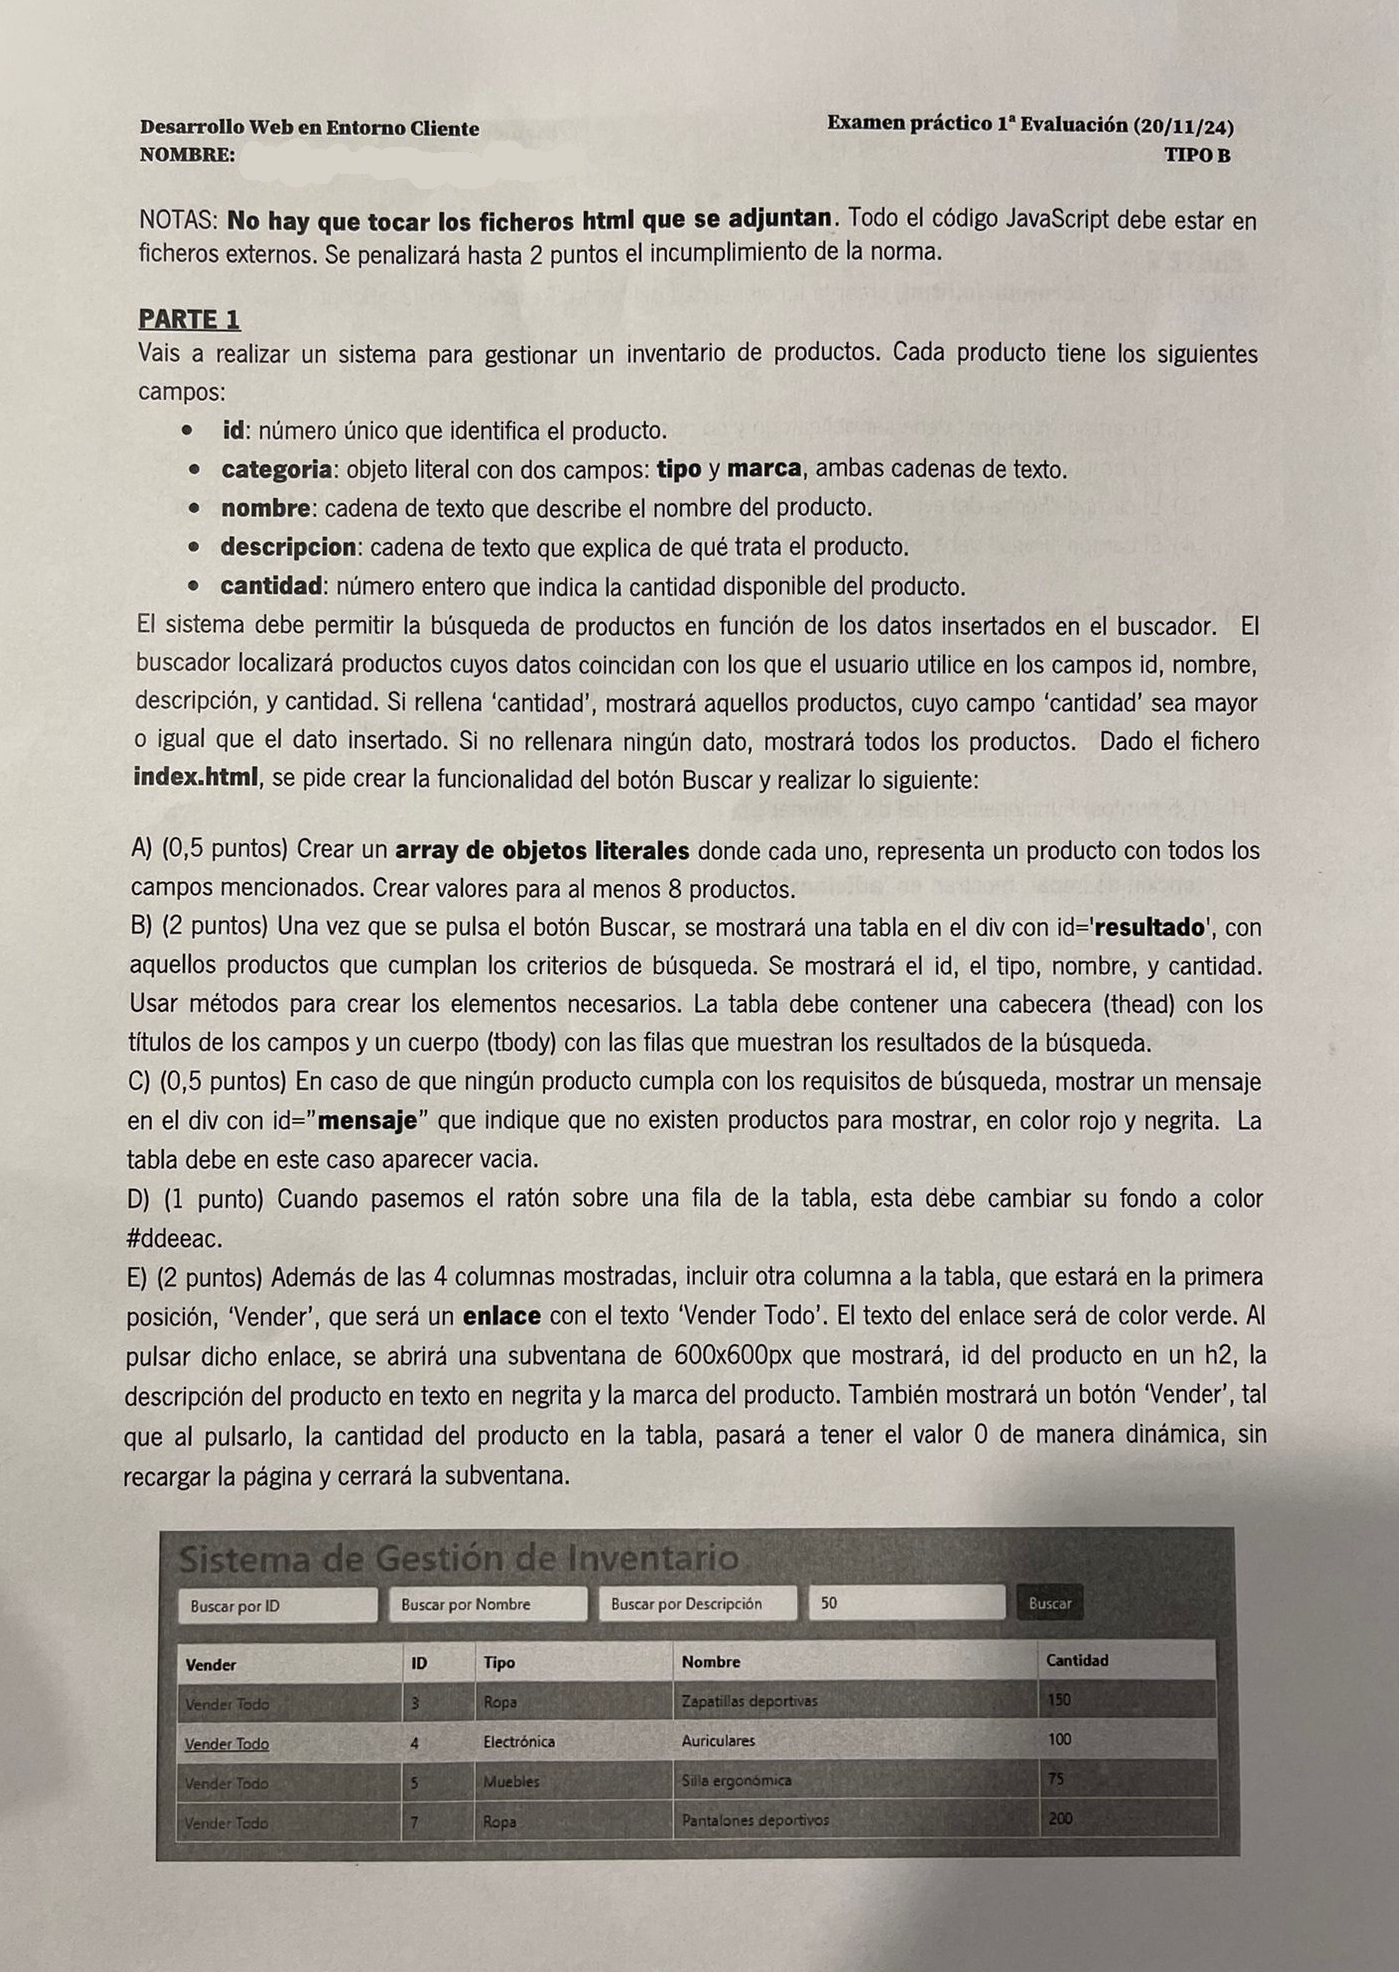 Desarrollo Web en Entorno Cliente
Examen práctico 1ª Evaluación (20/11/24)
NOMBRE:
TIPO B
NOTAS: No hay que tocar los ficheros html que se adjuntan. Todo el código JavaScript debe estar en
ficheros externos. Se penalizará hasta 2 puntos el incumplimiento de la norma.
PARTE 1
Vais a realizar un sistema para gestionar un inventario de productos. Cada producto tiene los siguientes
campos:
• id: número único que identifica el producto.
• categoria: objeto literal con dos campos: tipo y marca, ambas cadenas de texto.
• nombre: cadena de texto que describe el nombre del producto.
• descripcion: cadena de texto que explica de qué trata el producto.
• cantidad: número entero que indica la cantidad disponible del producto.
El sistema debe permitir la búsqueda de productos en función de los datos insertados en el buscador. El
buscador localizará productos cuyos datos coincidan con los que el usuario utilice en los campos id, nombre,
descripción, y cantidad. Si rellena ‘cantidad’, mostrará aquellos productos, cuyo campo ‘cantidad’ sea mayor
o igual que el dato insertado. Si no rellenara ningún dato, mostrará todos los productos. Dado el fichero
index.html, se pide crear la funcionalidad del botón Buscar y realizar lo siguiente:
A) (0,5 puntos) Crear un array de objetos literales donde cada uno, representa un producto con todos los
campos mencionados. Crear valores para al menos 8 productos.
B) (2 puntos) Una vez que se pulsa el botón Buscar, se mostrará una tabla en el div con id='resultado', con
aquellos productos que cumplan los criterios de búsqueda. Se mostrará el id, el tipo, nombre, y cantidad.
Usar métodos para crear los elementos necesarios. La tabla debe contener una cabecera (thead) con los
títulos de los campos y un cuerpo (tbody) con las filas que muestran los resultados de la búsqueda.
C) (0,5 puntos) En caso de que ningún producto cumpla con los requisitos de búsqueda, mostrar un mensaje
en el div con id=”mensaje” que indique que no existen productos para mostrar, en color rojo y negrita. La
tabla debe en este caso aparecer vacia.
D) (1 punto) Cuando pasemos el ratón sobre una fila de la tabla, esta debe cambiar su fondo a color
#ddeeac.
E) (2 puntos) Además de las 4 columnas mostradas, incluir otra columna a la tabla, que estará en la primera
posición, ‘Vender’, que será un enlace con el texto ‘Vender Todo’. El texto del enlace será de color verde. Al
pulsar dicho enlace, se abrirá una subventana de 600x600px que mostrará, id del producto en un h2, la
descripción del producto en texto en negrita y la marca del producto. También mostrará un botón ‘Vender’, tal
que al pulsarlo, la cantidad del producto en la tabla, pasará a tener el valor 0 de manera dinámica, sin
recargar la página y cerrará la subventana.
Sistema de Gestión de Inventario
Buscar por ID Buscar por Nombre Buscar por Descripción 50 Buscar
Vender ID Tipo Nombre Cantidad
Vender Todo 3 Ropa Zapatillas deportivas 150
Vender Todo 4 Electrónica Auriculares 100
Vender Todo 5 Muebles Silla ergonómica 75
Vender Todo 7 Ropa Pantalones deportivos 200